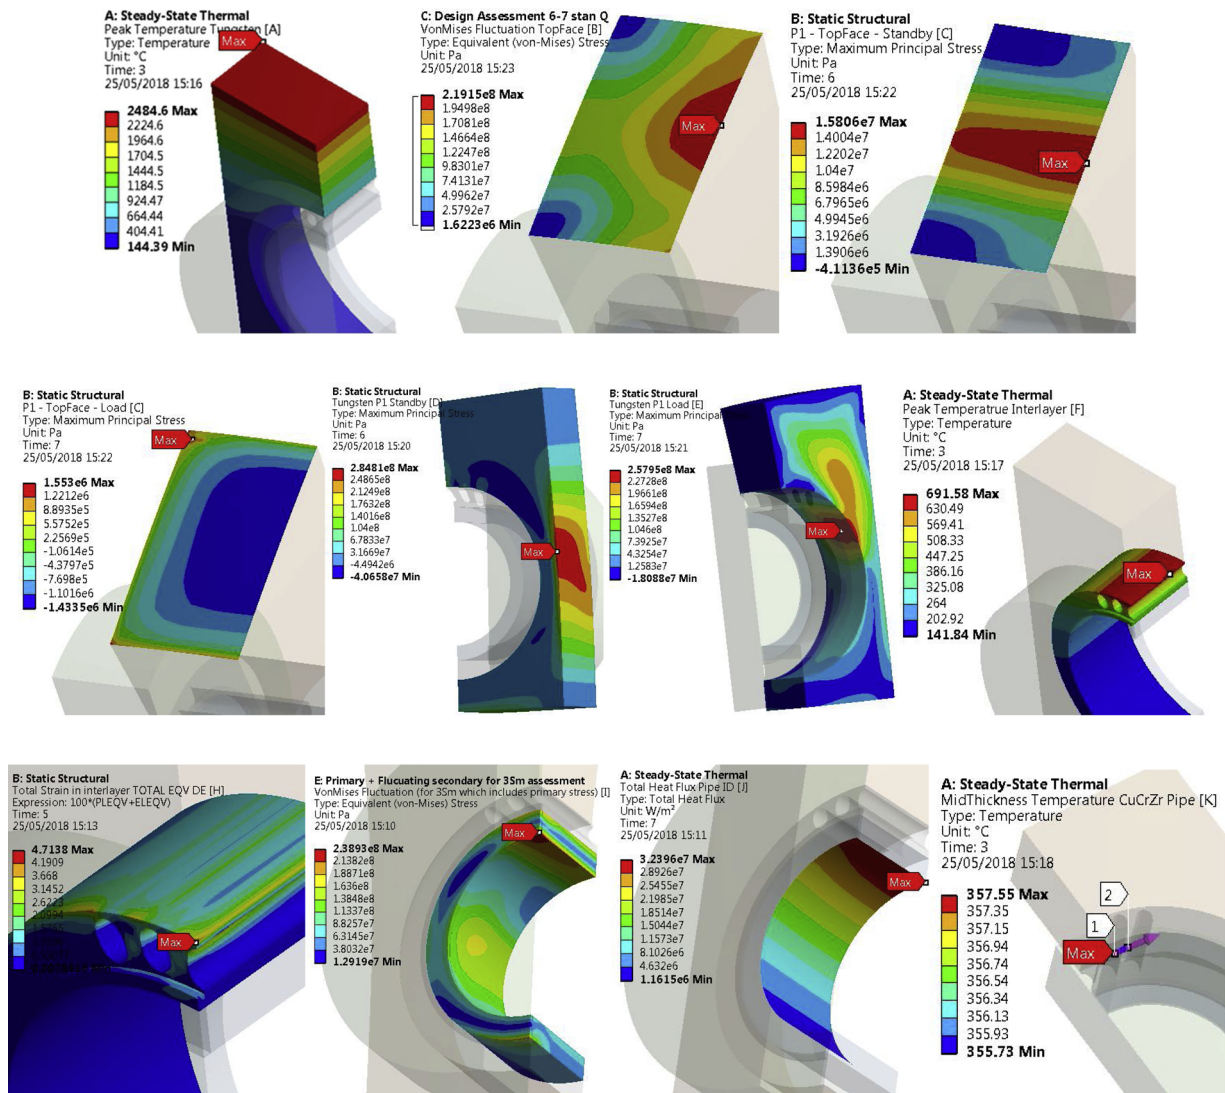 A: Steady-State Thermal
Peak Temperature Tungsten [A]
Type: Temperature
Unit: °C
Time: 3
25/05/2018 15:16
Max
2484.6 Max
2224.6
1964.6
1704.5
1444.5
1184.5
924.47
664.44
404.41
144.39 Min
C: Design Assessment 6-7 stan Q
VonMises Fluctuation TopFace [B]
Type: Equivalent (von-Mises) Stress
Unit: Pa
25/05/2018 15:23
2.1915e8 Max
1.9498e8
1.7081e8
1.4664e8
1.2247e8
9.8301e7
7.4131e7
4.9962e7
2.5792e7
1.6223e6 Min
Max
B: Static Structural
P1 - TopFace - Standby [C]
Type: Maximum Principal Stress
Unit: Pa
Time: 6
25/05/2018 15:22
1.5806e7 Max
1.4004e7
1.2202e7
1.04e7
8.5984e6
6.7965e6
4.9945e6
3.1926e6
1.3906e6
-4.1136e5 Min
Max
B: Static Structural
P1 - TopFace - Load [C]
Type: Maximum Principal Stress
Unit: Pa
Time: 7
25/05/2018 15:22
Max
1.553e6 Max
1.2212e6
8.8935e5
5.5752e5
2.2569e5
-1.0614e5
-4.3797e5
-7.698e5
-1.1016e6
-1.4335e6 Min
B: Static Structural
Tungsten P1 Standby [D]
Type: Maximum Principal Stress
Unit: Pa
Time: 6
25/05/2018 15:20
2.8481e8 Max
2.4865e8
2.1249e8
1.7632e8
1.4016e8
1.04e8
6.7833e7
3.1669e7
-4.4942e6
-4.0658e7 Min
Max
B: Static Structural
Tungsten P1 Load [E]
Type: Maximum Principal
Unit: Pa
Time: 7
25/05/2018 15:21
2.5795e8 Max
2.2728e8
1.9661e8
1.6594e8
1.3527e8
1.046e8
7.3925e7
4.3254e7
1.2583e7
-1.8088e7 Min
Max
A: Steady-State Thermal
Peak Temperatrue Interlayer [F]
Type: Temperature
Unit: °C
Time: 3
25/05/2018 15:17
691.58 Max
630.49
569.41
508.33
447.25
386.16
325.08
264
202.92
141.84 Min
Max
B: Static Structural
Total Strain in interlayer TOTAL EQV DE [H]
Expression: 100*(PLEQV+ELEQV)
Time: 5
25/05/2018 15:13
4.7138 Max
4.1909
3.668
3.1452
2.6223
2.0994
Max
E: Primary + Flucuating secondary for 3Sm assessment
VonMises Fluctuation (for 3Sm which includes primary stress) [I]
Type: Equivalent (von-Mises) Stress
Unit: Pa
25/05/2018 15:10
2.3893e8 Max
2.1382e8
1.8871e8
1.636e8
1.3848e8
1.1337e8
8.8257e7
6.3145e7
3.8032e7
1.2919e7 Min
Max
A: Steady-State Thermal
Total Heat Flux Pipe ID [J]
Type: Total Heat Flux
Unit: W/m²
Time: 7
25/05/2018 15:11
3.2396e7 Max
2.8926e7
2.5455e7
2.1985e7
1.8514e7
1.5044e7
1.1573e7
8.1026e6
4.632e6
1.1615e6 Min
Max
A: Steady-State Thermal
MidThickness Temperature CuCrZr Pipe [K]
Type: Temperature
Unit: °C
Time: 3
25/05/2018 15:18
357.55 Max
357.35
357.15
356.94
356.74
356.54
356.34
356.13
355.93
355.73 Min
2
1
Max